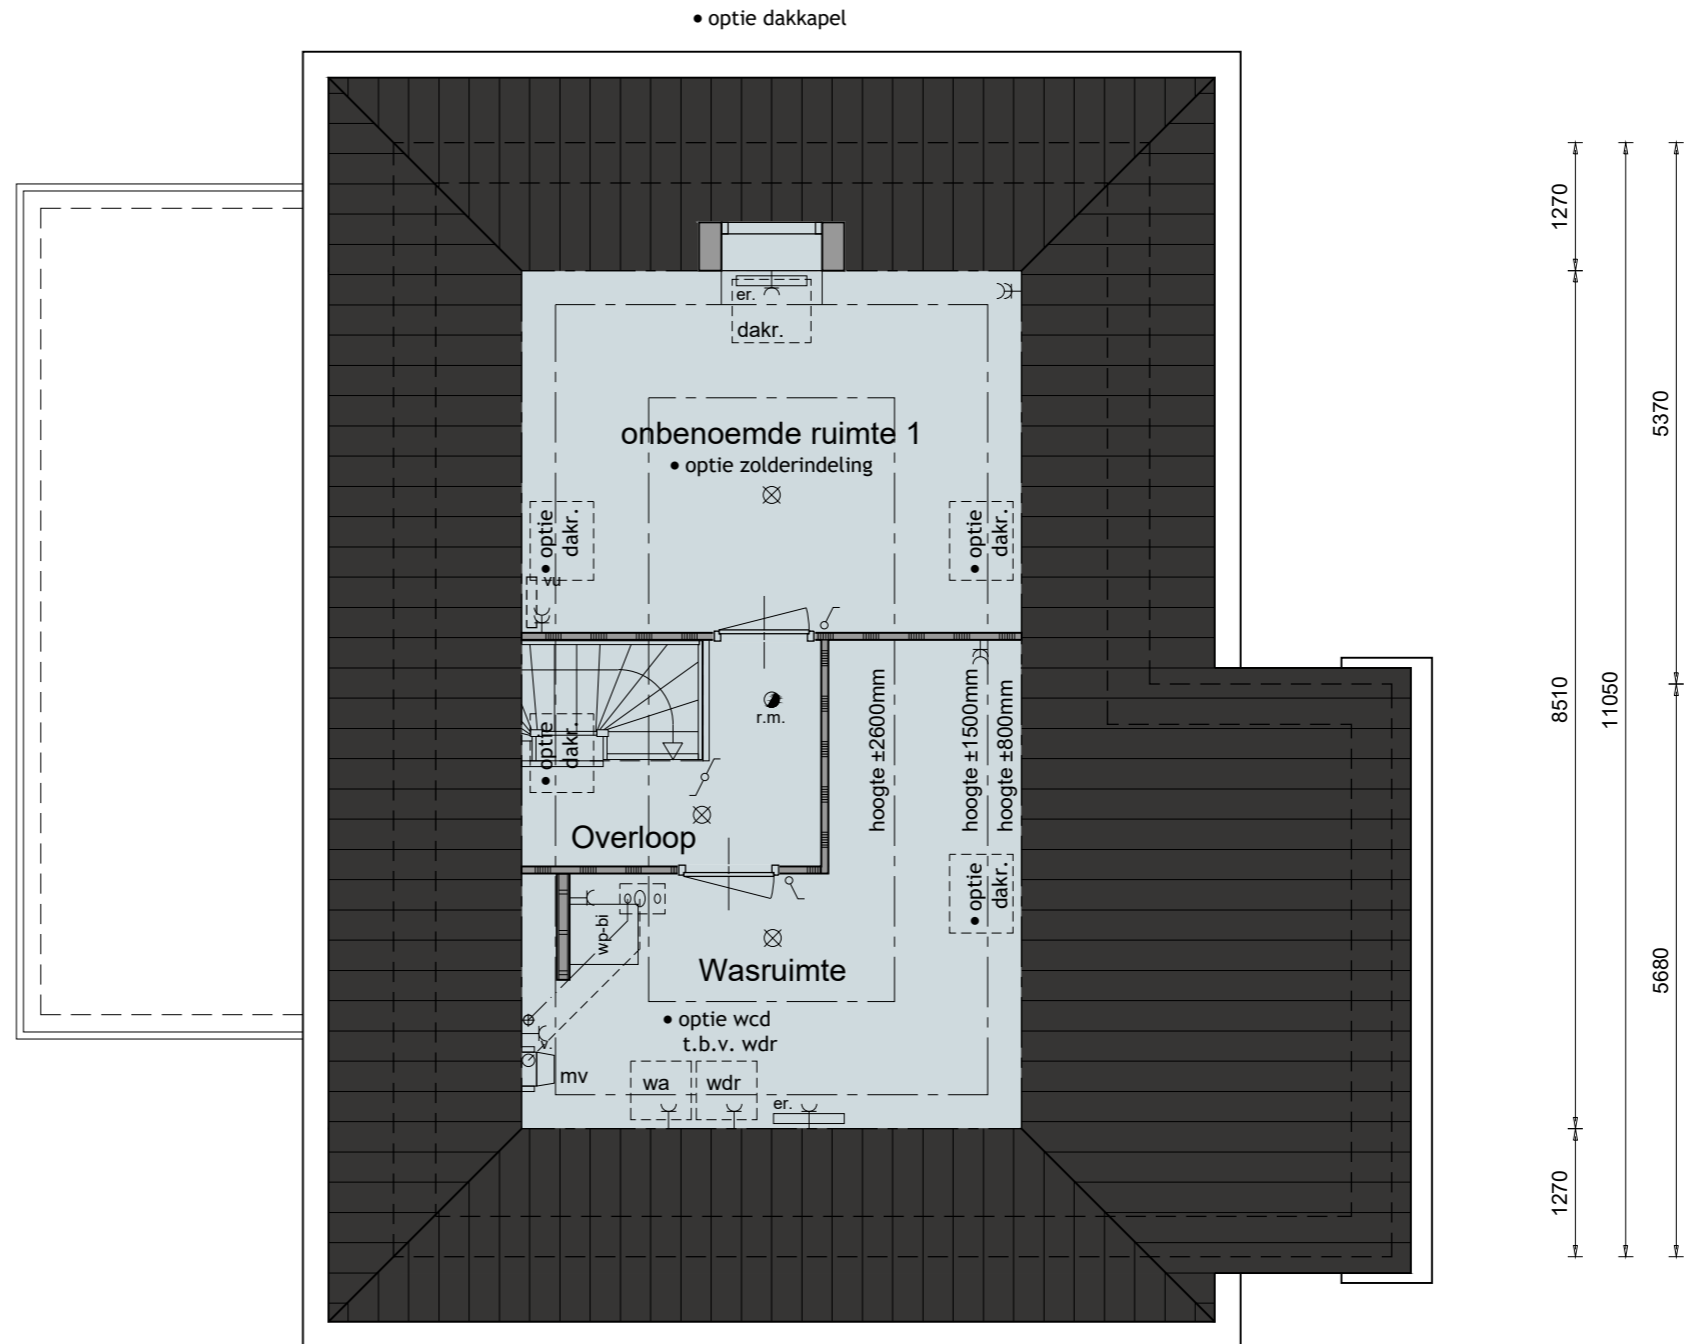 • optie dakkapel
er.
dakr.
onbenoemde ruimte 1
• optie zolderindeling
• optie
dakr.
• optie
dakr.
vu
r.m.
• optie
dakr.
Overloop
hoogte ±2600mm
hoogte ±1500mm
hoogte ±800mm
• optie
dakr.
wp-bi
Wasruimte
• optie wcd
t.b.v. wdr
v.
mv
wa
wdr
er.
1270
8510
1270
11050
5370
5680